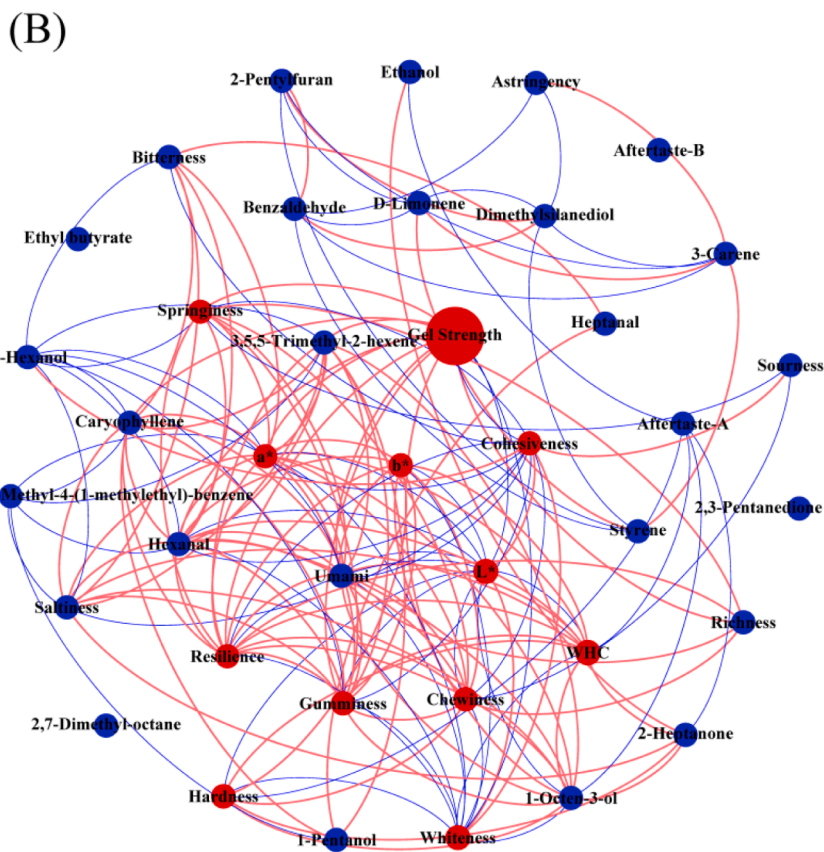 (B)
Ethanol
2-Pentylfuran
Astringency
Aftertaste-B
Bitterness
D-Limonene
Benzaldehyde
Dimethylsilanediol
Ethyl butyrate
3-Carene
Springiness
Heptanal
Gel Strength
3,5,5-Trimethyl-2-hexene
-Hexanol
Sourness
Caryophyllene
Aftertaste-A
Cohesiveness
a*
b*
Methyl-4-(1-methylethyl)-benzene
2,3-Pentanedione
Styrene
Hexanal
L*
Umami
Saltiness
Richness
WHC
Resilience
Chewiness
Gumminess
2,7-Dimethyl-octane
2-Heptanone
Hardness
1-Octen-3-ol
Whiteness
1-Pentanol